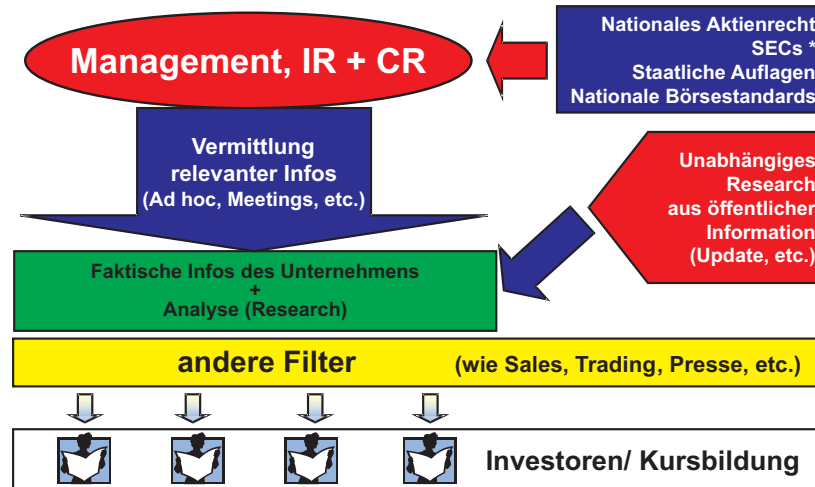 Management, IR + CR
Nationales Aktienrecht
SECs *
Staatliche Auflagen
Nationale Börsestandards
Vermittlung
relevanter Infos
(Ad hoc, Meetings, etc.)
Unabhängiges
Research
aus öffentlicher
Information
(Update, etc.)
Faktische Infos des Unternehmens
+
Analyse (Research)
andere Filter (wie Sales, Trading, Presse, etc.)
Investoren/ Kursbildung